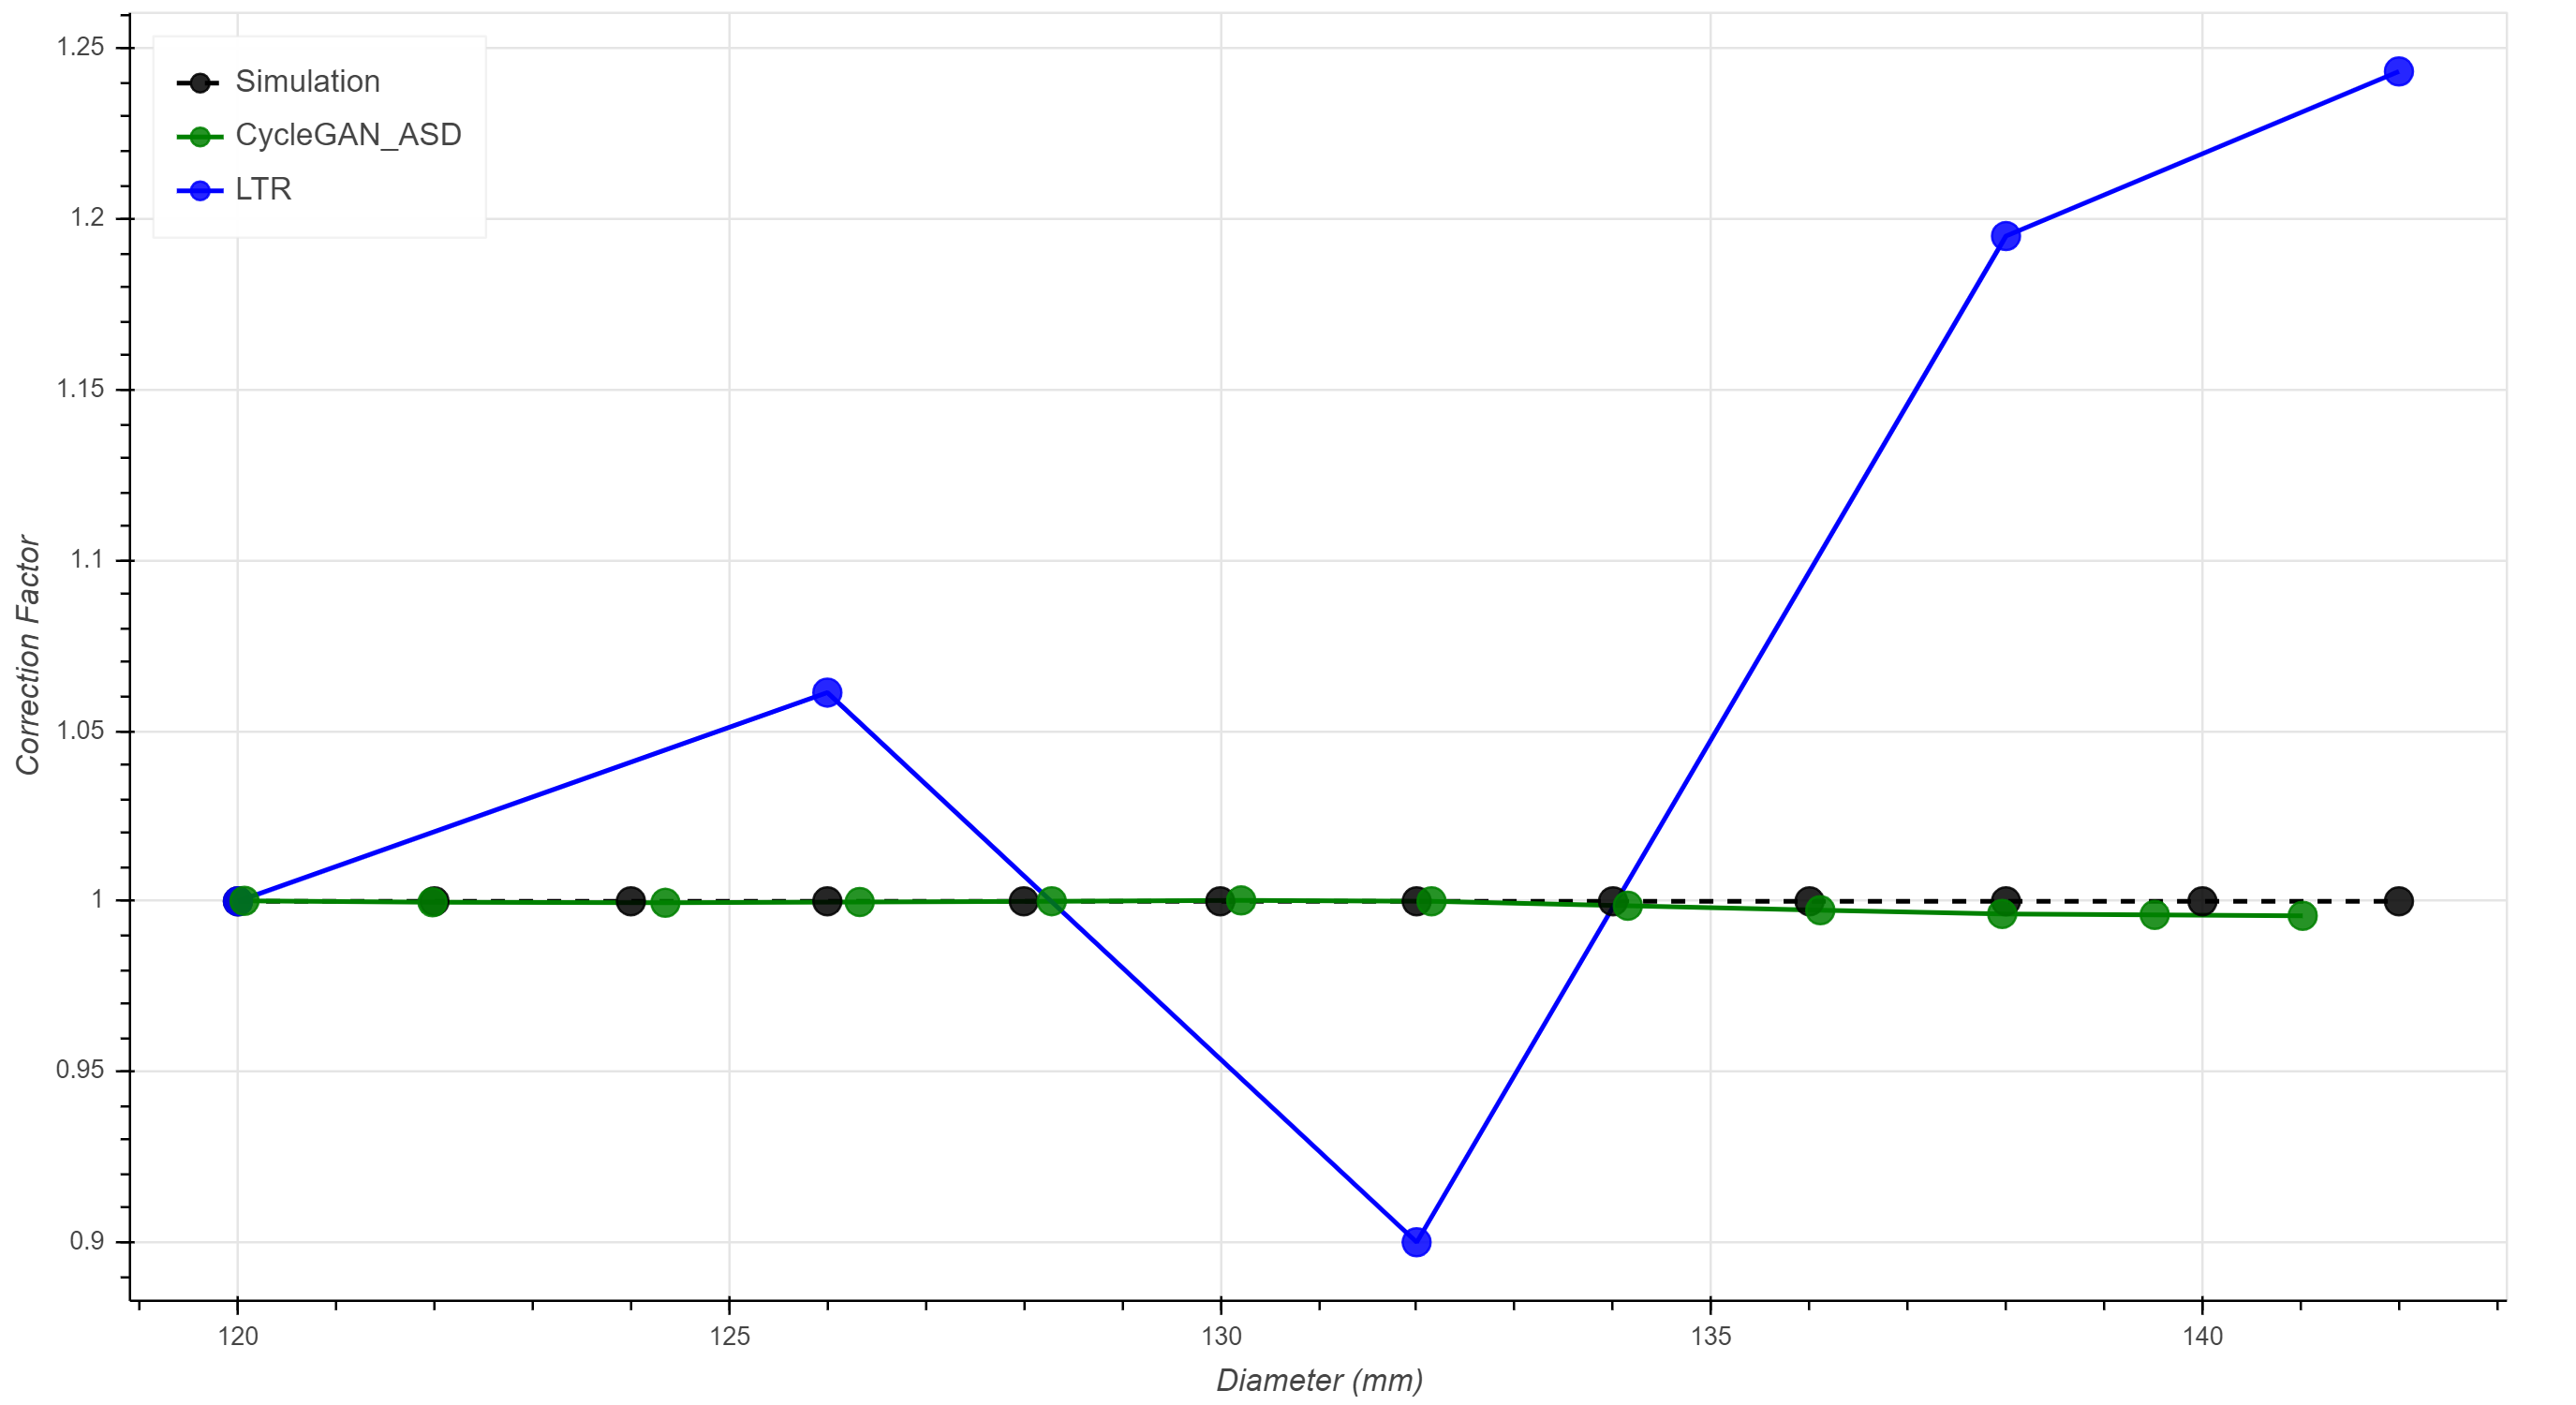 Simulation
CycleGAN_ASD
LTR
1.25
1.2
1.15
1.1
1.05
1
0.95
0.9
Correction Factor
120 125 130 135 140
Diameter (mm)